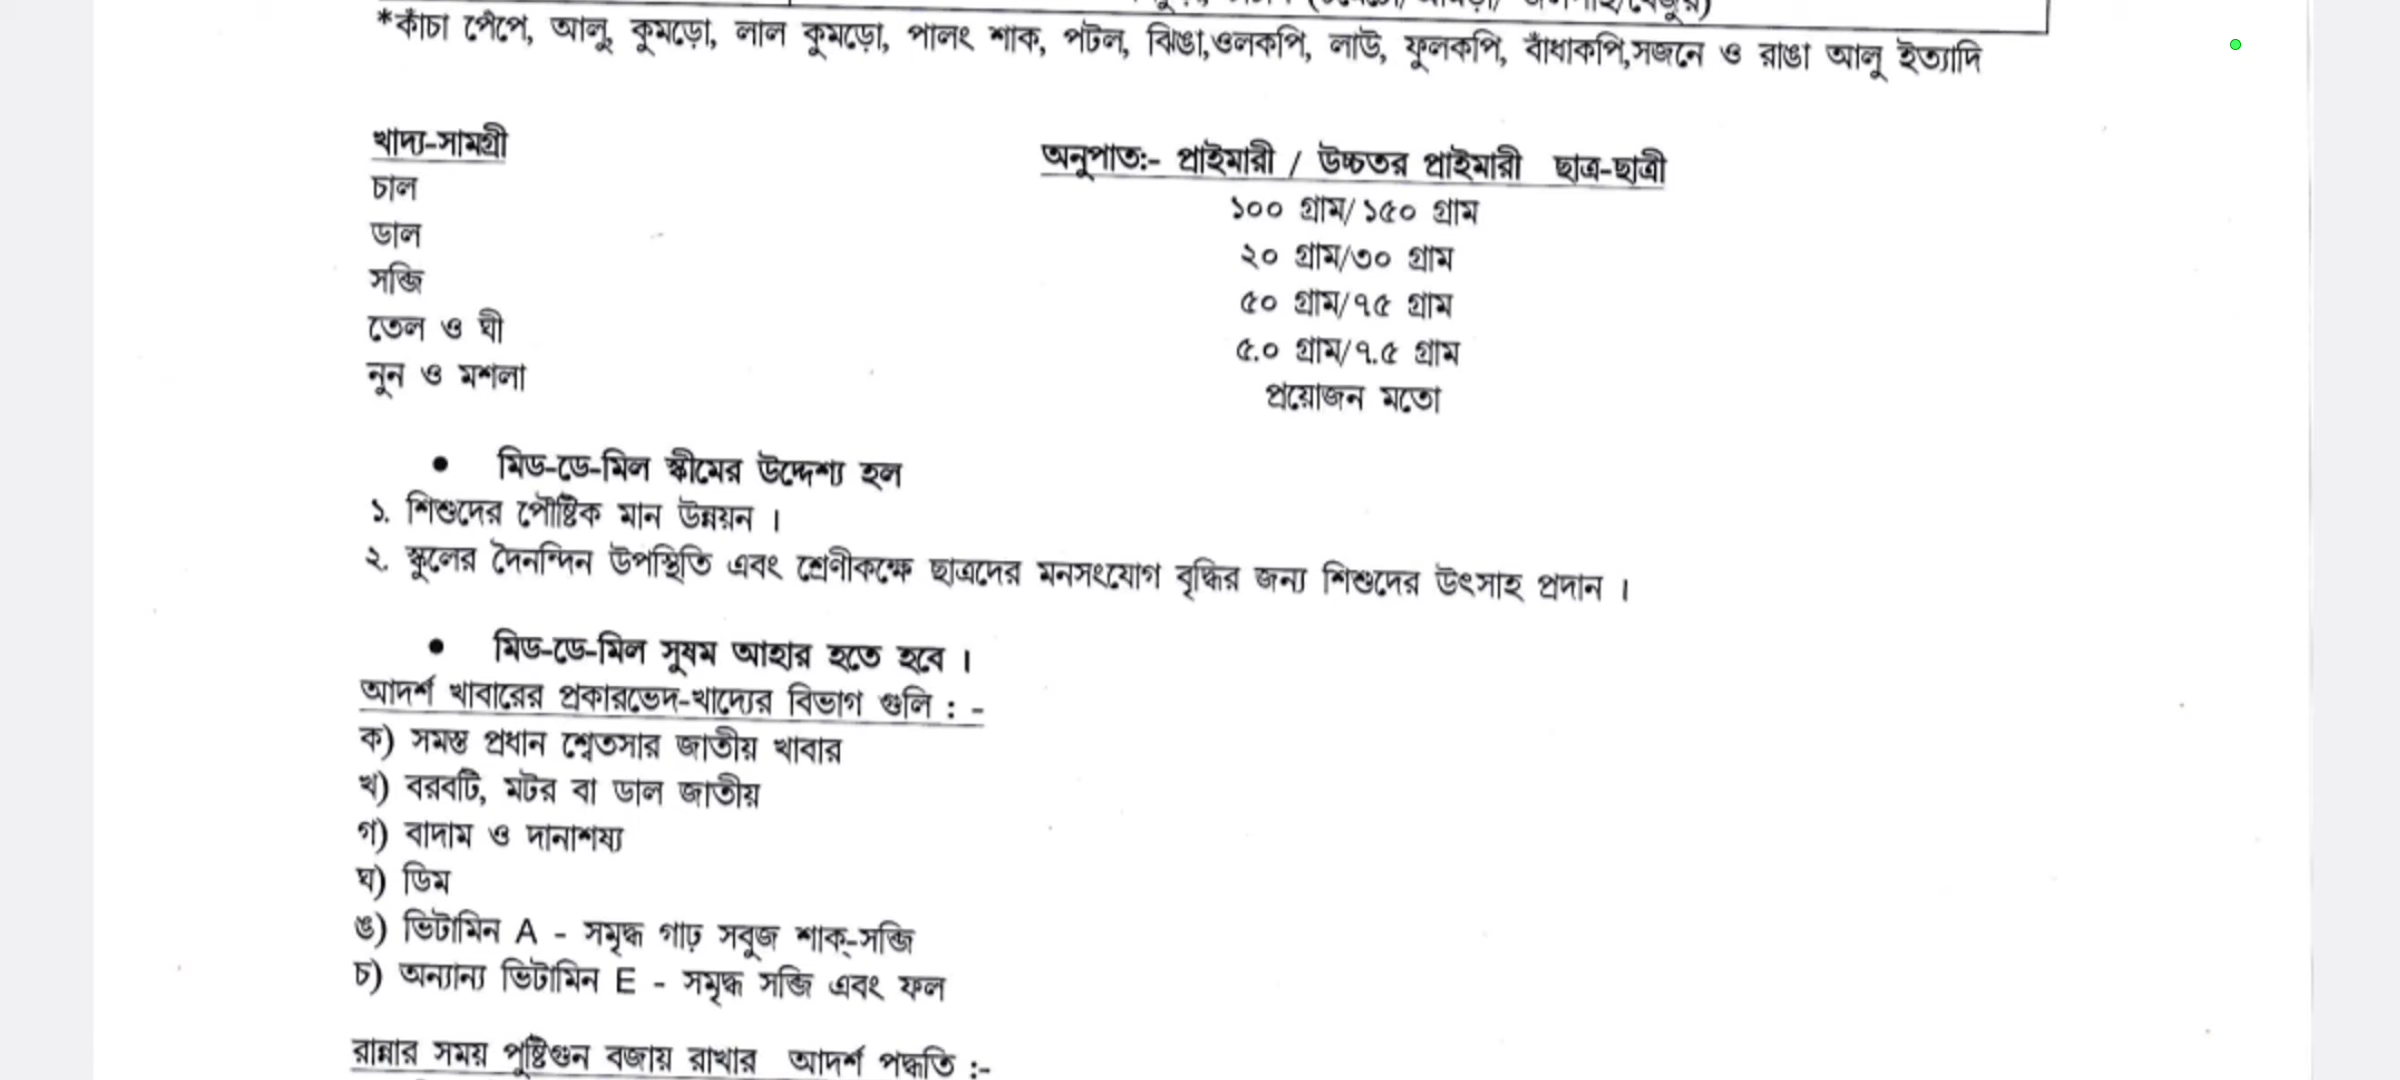 *কাঁচা পেঁপে, আলু, কুমড়ো, লাল কুমড়ো, পালং শাক, পটল, ঝিঙা,ওলকপি, লাউ, ফুলকপি, বাঁধাকপি,সজনে ও রাঙা আলু ইত্যাদি
খাদ্য-সামগ্রী
অনুপাত:- প্রাইমারী / উচ্চতর প্রাইমারী ছাত্র-ছাত্রী
চাল
১০০ গ্রাম/ ১৫০ গ্রাম
ডাল
২০ গ্রাম/৩০ গ্রাম
সব্জি
৫০ গ্রাম/৭৫ গ্রাম
তেল ও ঘী
৫.০ গ্রাম/৭.৫ গ্রাম
নুন ও মশলা
প্রয়োজন মতো
• মিড-ডে-মিল স্কীমের উদ্দেশ্য হল
১. শিশুদের পৌষ্টিক মান উন্নয়ন ।
২. স্কুলের দৈনন্দিন উপস্থিতি এবং শ্রেণীকক্ষে ছাত্রদের মনসংযোগ বৃদ্ধির জন্য শিশুদের উৎসাহ প্রদান ।
• মিড-ডে-মিল সুষম আহার হতে হবে ।
আদর্শ খাবারের প্রকারভেদ-খাদ্যের বিভাগ গুলি : -
ক) সমস্ত প্রধান শ্বেতসার জাতীয় খাবার
খ) বরবটি, মটর বা ডাল জাতীয়
গ) বাদাম ও দানাশষ্য
ঘ) ডিম
ঙ) ভিটামিন A - সমৃদ্ধ গাঢ় সবুজ শাক্-সব্জি
চ) অন্যান্য ভিটামিন E - সমৃদ্ধ সব্জি এবং ফল
রান্নার সময় পুষ্টিগুন বজায় রাখার আদর্শ পদ্ধতি :-